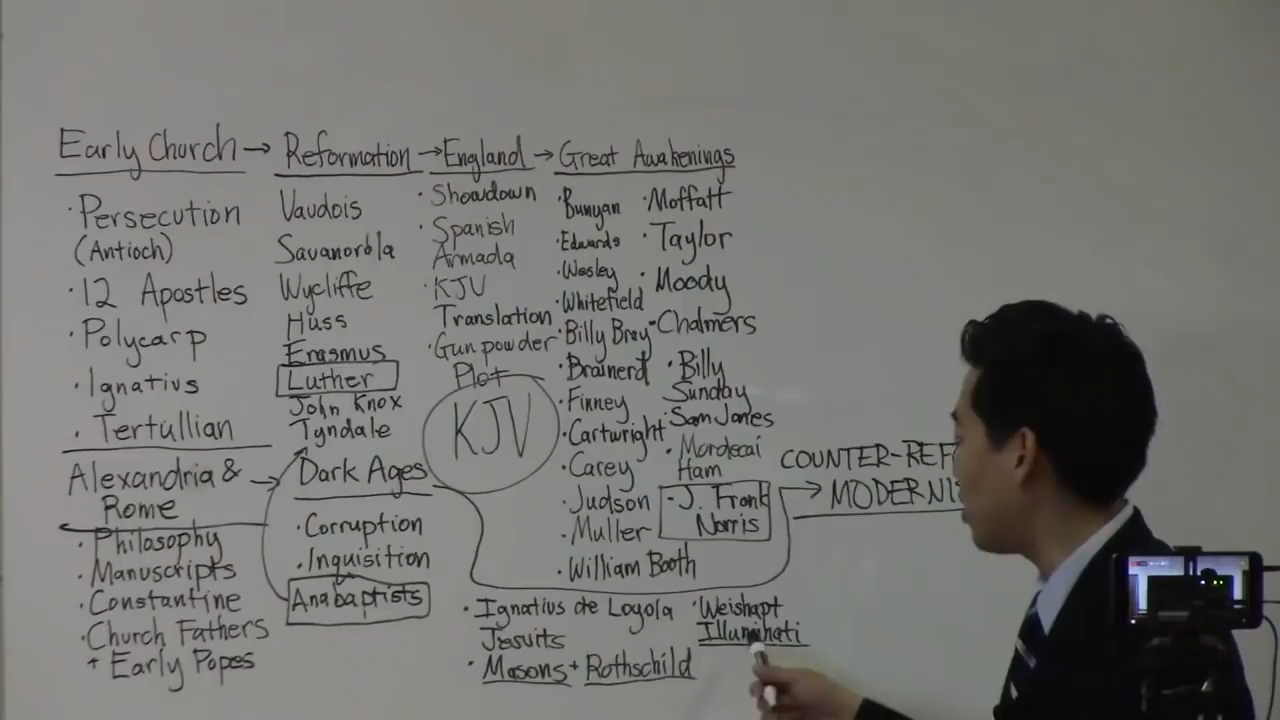 Early Church → Reformation → England → Great Awakenings
· Persecution
(Antioch)
· 12 Apostles
· Polycarp
· Ignatius
· Tertullian
Alexandria &
Rome
· Philosophy
· Manuscripts
· Constantine
· Church Fathers
+ Early Popes
Vaudois
Savanorola
Wycliffe
Huss
Erasmus
Luther
John Knox
Tyndale
Dark Ages
· Corruption
· Inquisition
Anabaptists
· Showdown
· Spanish
Armada
· KJV
Translation
· Gunpowder
Plot
KJV
· Bunyan
· Edwards
· Wesley
· Whitefield
· Billy Bray
· Brainerd
· Finney
· Cartwright
· Carey
· Judson
· Muller
· William Booth
· Moffatt
· Taylor
· Moody
· Chalmers
· Billy
Sunday
· Sam Jones
· Mordecai
Ham
· J. Frank
Norris
· Ignatius de Loyola
Jesuits
· Masons + Rothschild
· Weishapt
Illuminati
COUNTER-REF
→ MODERNIS